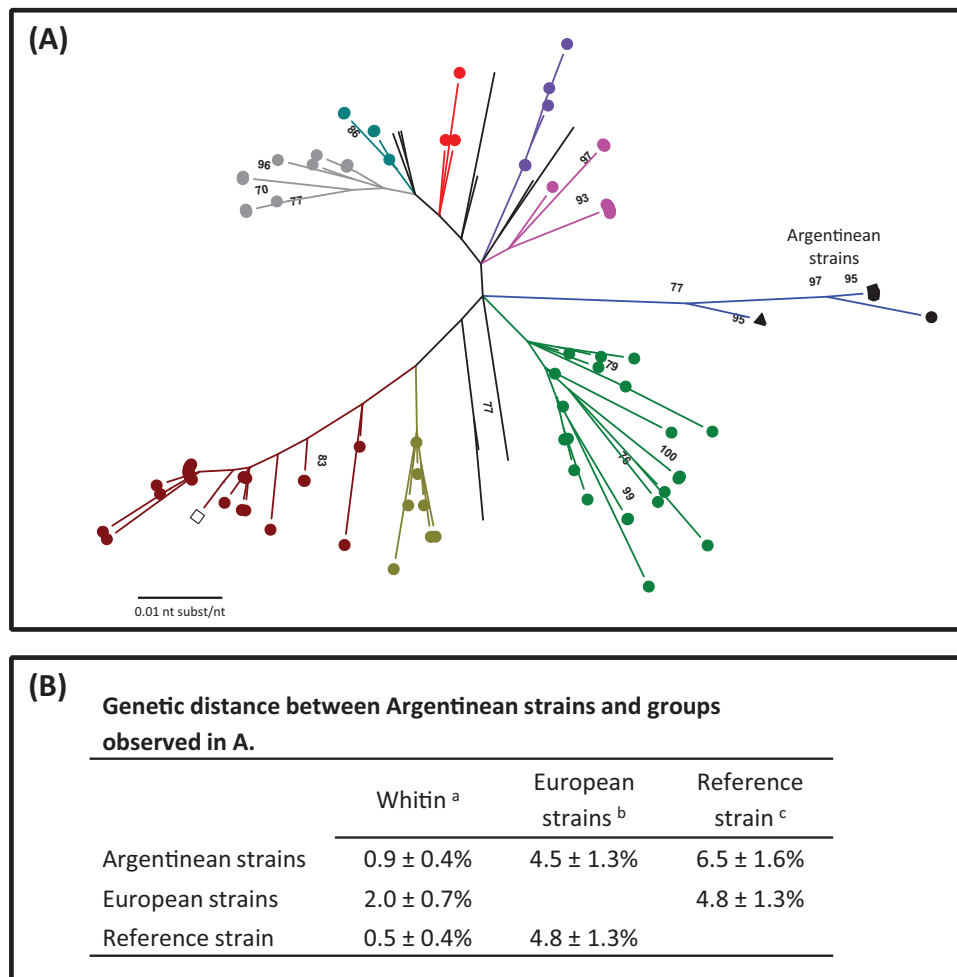 (A)
86
96
70
77
97
93
Argentinean
strains
77
97
95
95
79
77
100
76
99
83
0.01 nt subst/nt
(B)
Genetic distance between Argentinean strains and groups
observed in A.
Whitin a
European
strains b
Reference
strain c
Argentinean strains 0.9 ± 0.4% 4.5 ± 1.3% 6.5 ± 1.6%
European strains 2.0 ± 0.7% 4.8 ± 1.3%
Reference strain 0.5 ± 0.4% 4.8 ± 1.3%